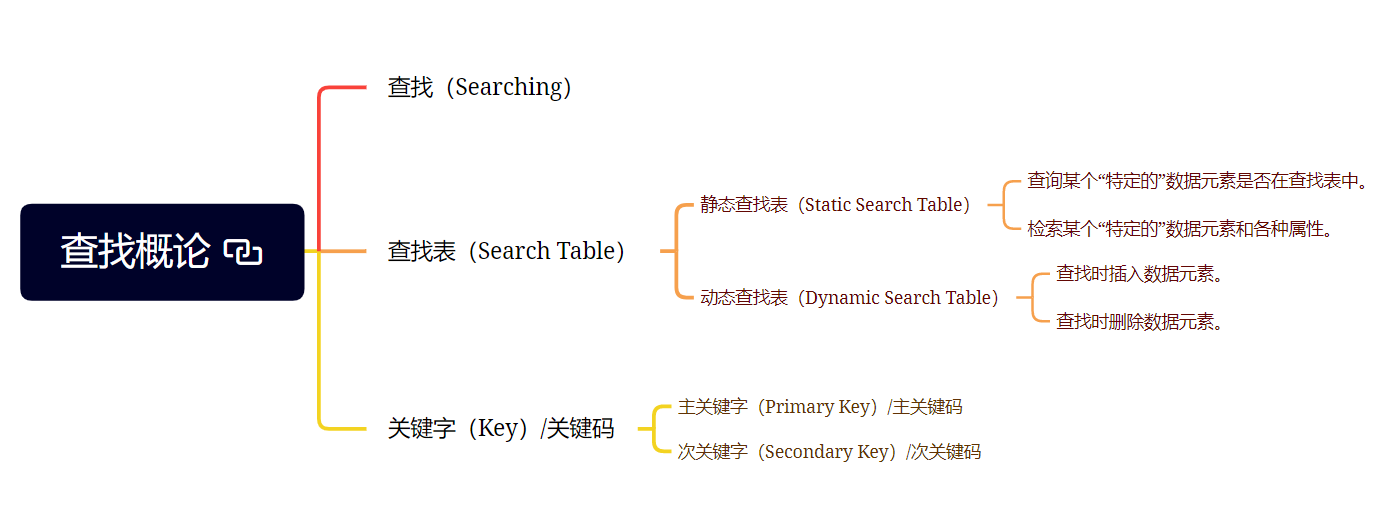 查找概论
查找（Searching）
查找表（Search Table）
静态查找表（Static Search Table）
查询某个“特定的”数据元素是否在查找表中。
检索某个“特定的”数据元素和各种属性。
动态查找表（Dynamic Search Table）
查找时插入数据元素。
查找时删除数据元素。
关键字（Key）/关键码
主关键字（Primary Key）/主关键码
次关键字（Secondary Key）/次关键码